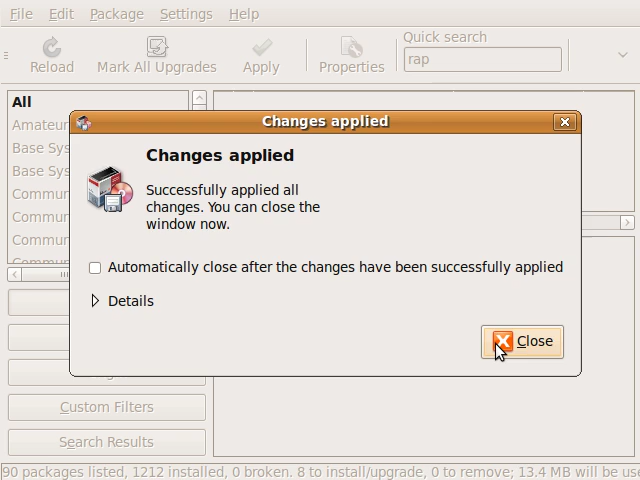 File Edit Package Settings Help
Quick search
Reload Mark All Upgrades Apply Properties
rap
All
Amateur
Base Sys
Base Sys
Commun
Commun
Commun
Changes applied
Changes applied
Successfully applied all
changes. You can close the
window now.
Automatically close after the changes have been successfully applied
Details
Close
Custom Filters
Search Results
90 packages listed, 1212 installed, 0 broken. 8 to install/upgrade, 0 to remove; 13.4 MB will be use